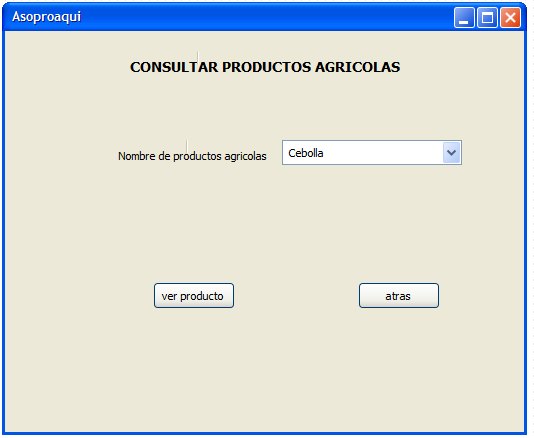 Asoproaqui
CONSULTAR PRODUCTOS AGRICOLAS
Nombre de productos agricolas Cebolla
ver producto atras